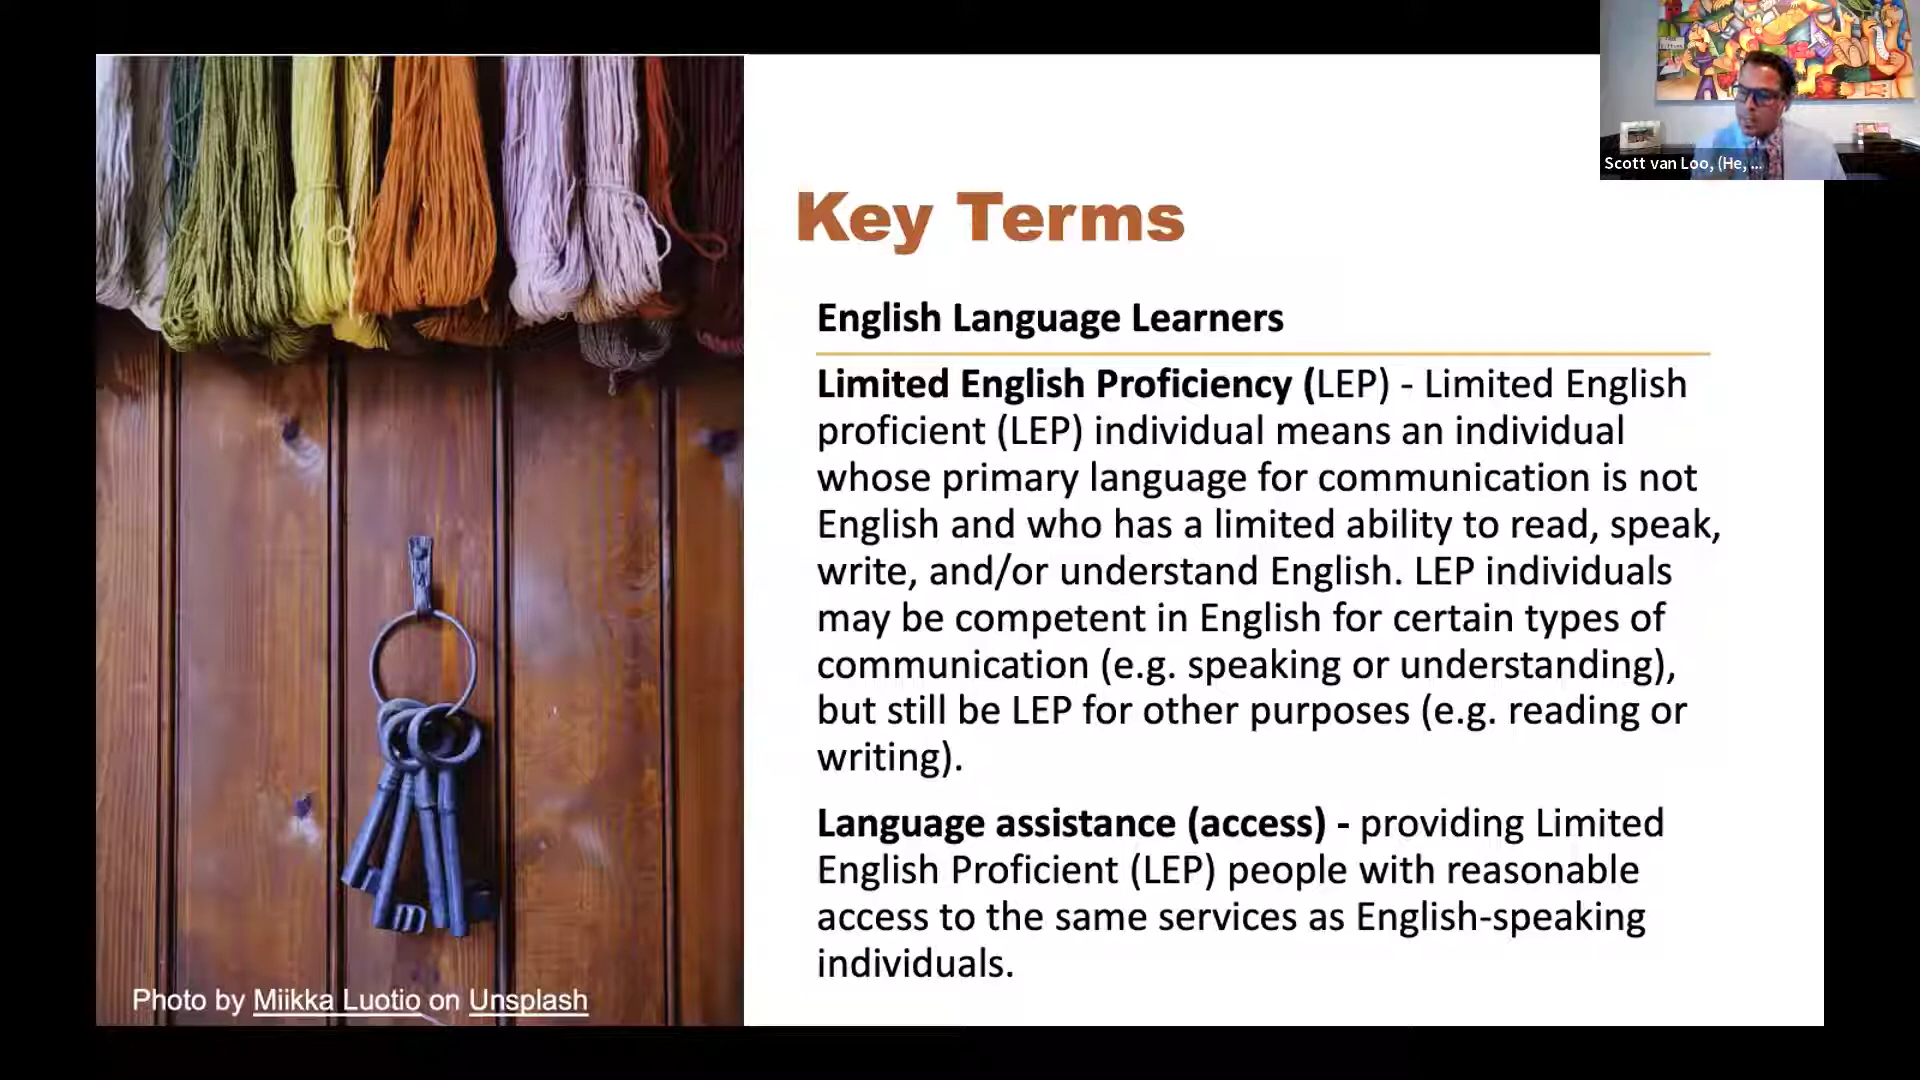 Scott van Loo, (He, ...
Key Terms
English Language Learners
Limited English Proficiency (LEP) - Limited English
proficient (LEP) individual means an individual
whose primary language for communication is not
English and who has a limited ability to read, speak,
write, and/or understand English. LEP individuals
may be competent in English for certain types of
communication (e.g. speaking or understanding),
but still be LEP for other purposes (e.g. reading or
writing).
Language assistance (access) - providing Limited
English Proficient (LEP) people with reasonable
access to the same services as English-speaking
individuals.
Photo by Miikka Luotio on Unsplash